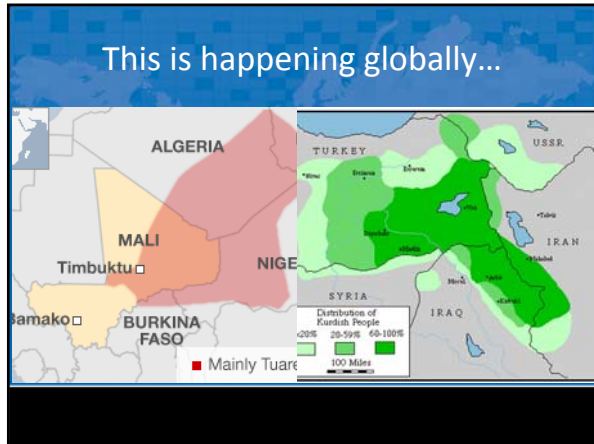 This is happening globally…
ALGERIA
MALI
NIGE
Timbuktu
Bamako
BURKINA
FASO
Mainly Tuare
TURKEY
USSR
IRAN
SYRIA
IRAQ
Distribution of
Kurdish People
<20% 20-59% 60-100%
100 Miles